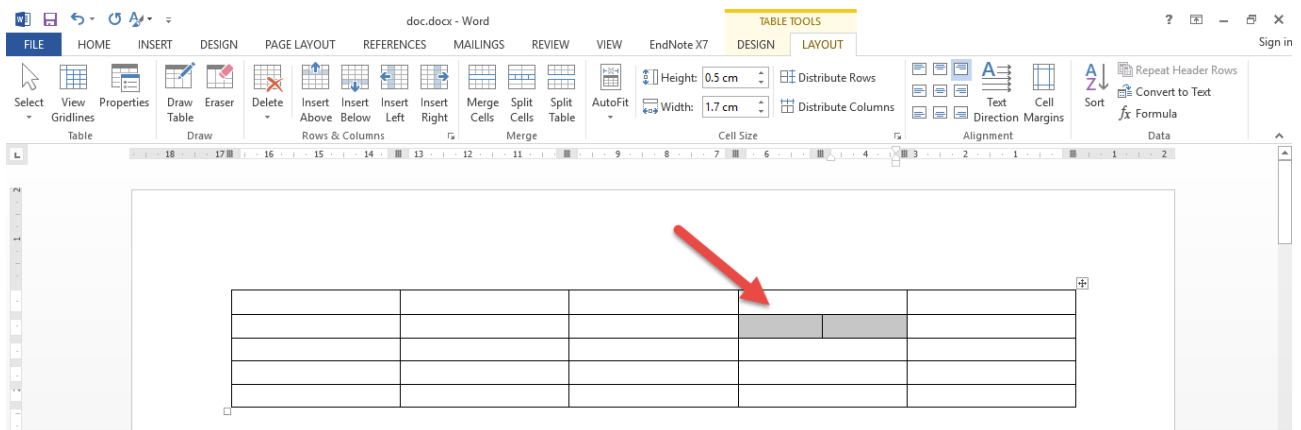 doc.docx - Word
TABLE TOOLS
?
FILE HOME INSERT DESIGN PAGE LAYOUT REFERENCES MAILINGS REVIEW VIEW EndNote X7 DESIGN LAYOUT Sign in
Select
View Gridlines
Properties
Table
Draw Table
Eraser
Draw
Delete
Insert Above
Insert Below
Insert Left
Insert Right
Rows & Columns
Merge Cells
Split Cells
Split Table
Merge
AutoFit
Height: 0.5 cm
Width: 1.7 cm
Distribute Rows
Distribute Columns
Cell Size
Text Direction
Cell Margins
Alignment
Sort
Repeat Header Rows
Convert to Text
fx Formula
Data
18 17 16 15 14 13 12 11 9 8 7 6 4 3 2 1 1 2
2
1